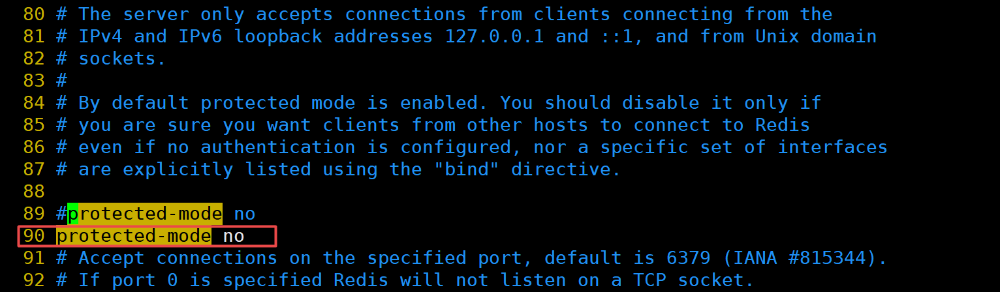 80 # The server only accepts connections from clients connecting from the
81 # IPv4 and IPv6 loopback addresses 127.0.0.1 and ::1, and from Unix domain
82 # sockets.
83 #
84 # By default protected mode is enabled. You should disable it only if
85 # you are sure you want clients from other hosts to connect to Redis
86 # even if no authentication is configured, nor a specific set of interfaces
87 # are explicitly listed using the "bind" directive.
88
89 #protected-mode no
90 protected-mode no
91 # Accept connections on the specified port, default is 6379 (IANA #815344).
92 # If port 0 is specified Redis will not listen on a TCP socket.